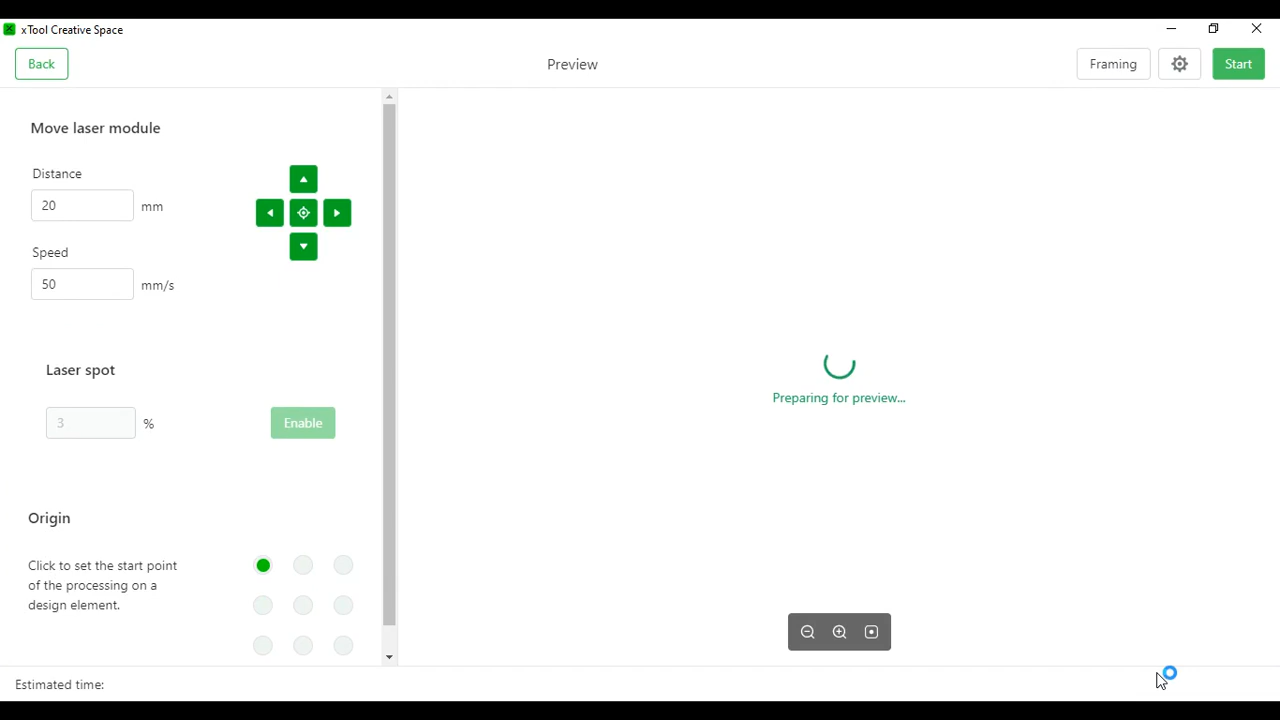 xTool Creative Space
Back
Preview
Framing
Start
Move laser module
Distance
20
mm
Speed
50
mm/s
Laser spot
3
%
Enable
Origin
Click to set the start point
of the processing on a
design element.
Preparing for preview...
Estimated time: